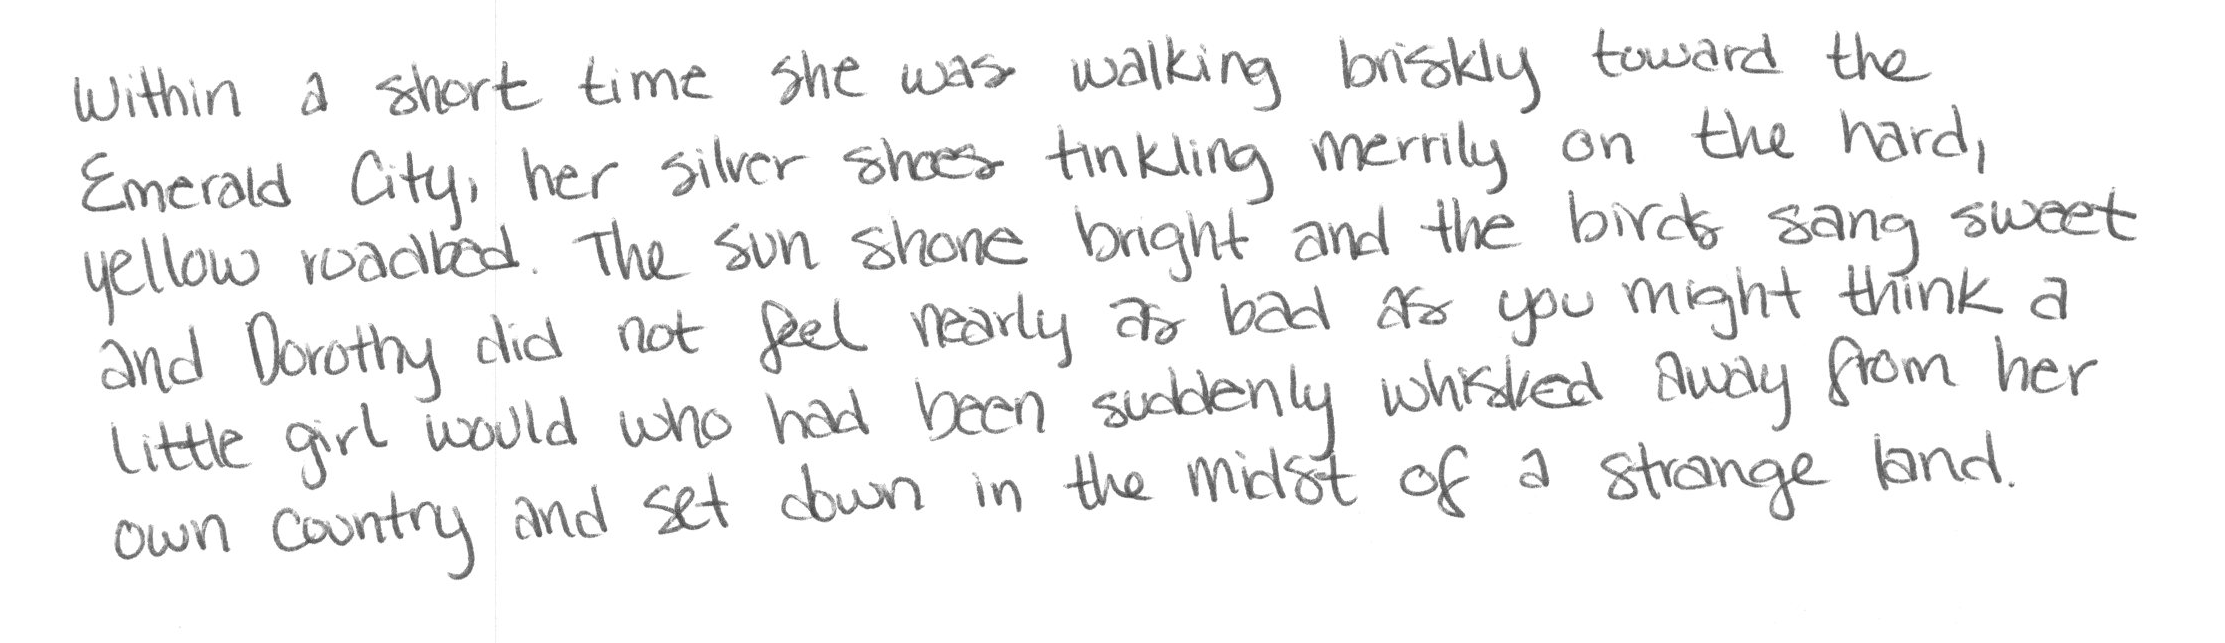 Within a short time she was walking briskly toward the
Emerald City, her silver shoes tinkling merrily on the hard,
yellow roadbed. The sun shone bright and the birds sang sweet
and Dorothy did not feel nearly as bad as you might think a
little girl would who had been suddenly whisked away from her
own country and set down in the midst of a strange land.